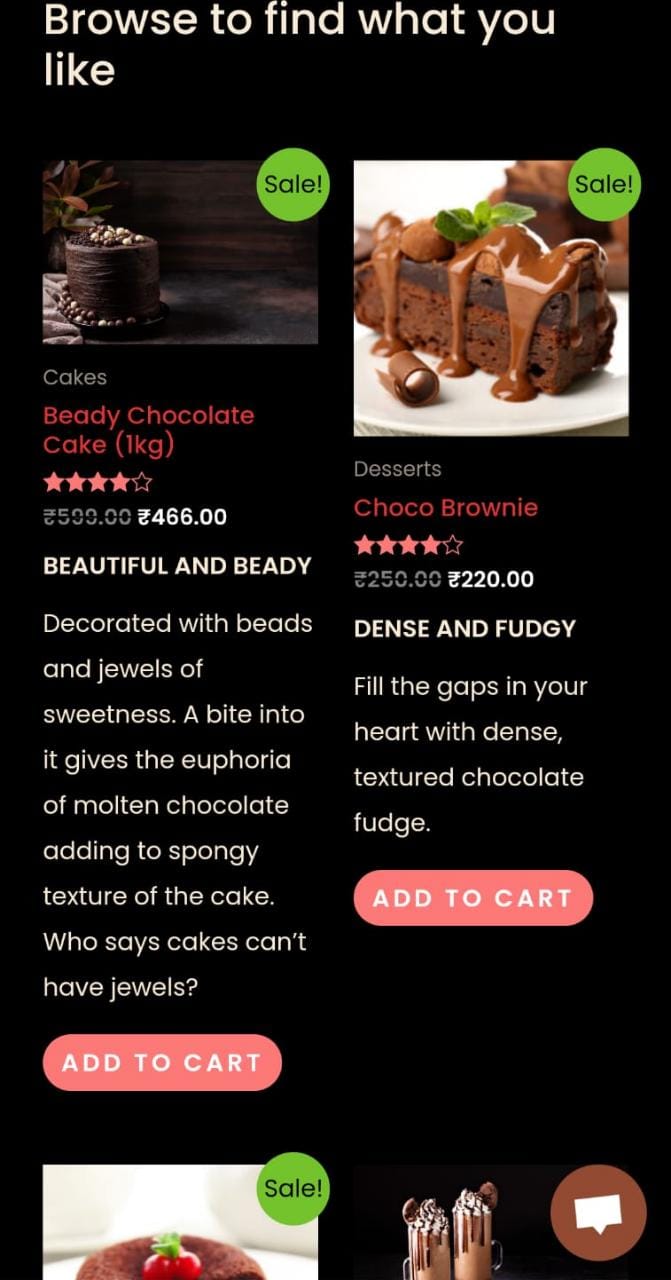 Browse to find what you
like
Sale!
Cakes
Beady Chocolate
Cake (1kg)
₹599.00 ₹466.00
BEAUTIFUL AND BEADY
Decorated with beads
and jewels of
sweetness. A bite into
it gives the euphoria
of molten chocolate
adding to spongy
texture of the cake.
Who says cakes can’t
have jewels?
ADD TO CART
Sale!
Desserts
Choco Brownie
₹250.00 ₹220.00
DENSE AND FUDGY
Fill the gaps in your
heart with dense,
textured chocolate
fudge.
ADD TO CART
Sale!